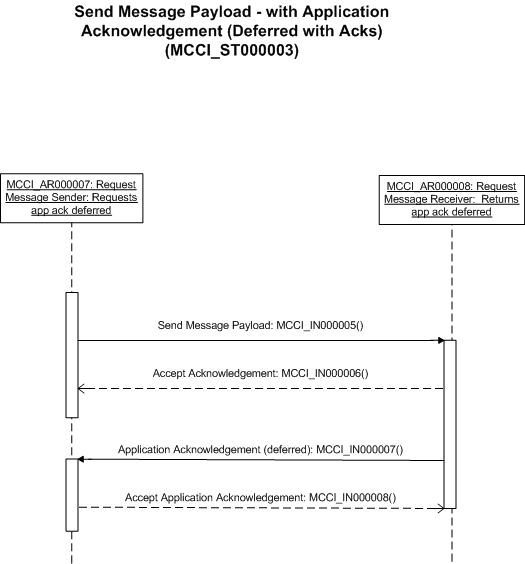 Send Message Payload - with Application
Acknowledgement (Deferred with Acks)
(MCCI_ST000003)
MCCI_AR000007: Request
Message Sender: Requests
app ack deferred
MCCI_AR000008: Request
Message Receiver: Returns
app ack deferred
Send Message Payload: MCCI_IN000005()
Accept Acknowledgement: MCCI_IN000006()
Application Acknowledgement (deferred): MCCI_IN000007()
Accept Application Acknowledgement: MCCI_IN000008()